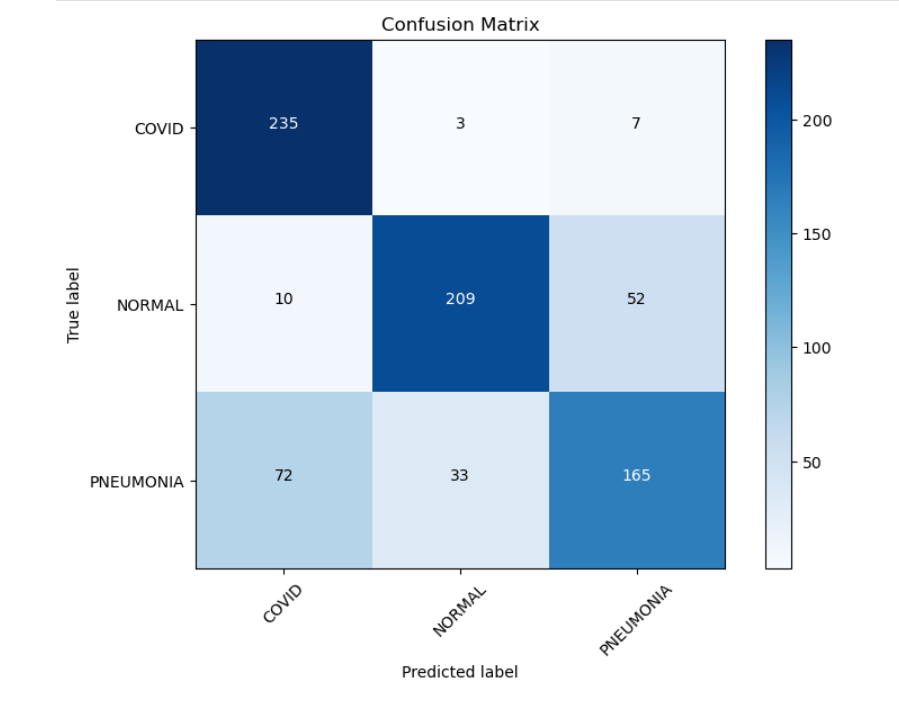 Confusion Matrix
COVID
235
3
7
200
150
NORMAL
10
209
52
True label
100
PNEUMONIA
72
33
165
50
COVID
NORMAL
PNEUMONIA
Predicted label